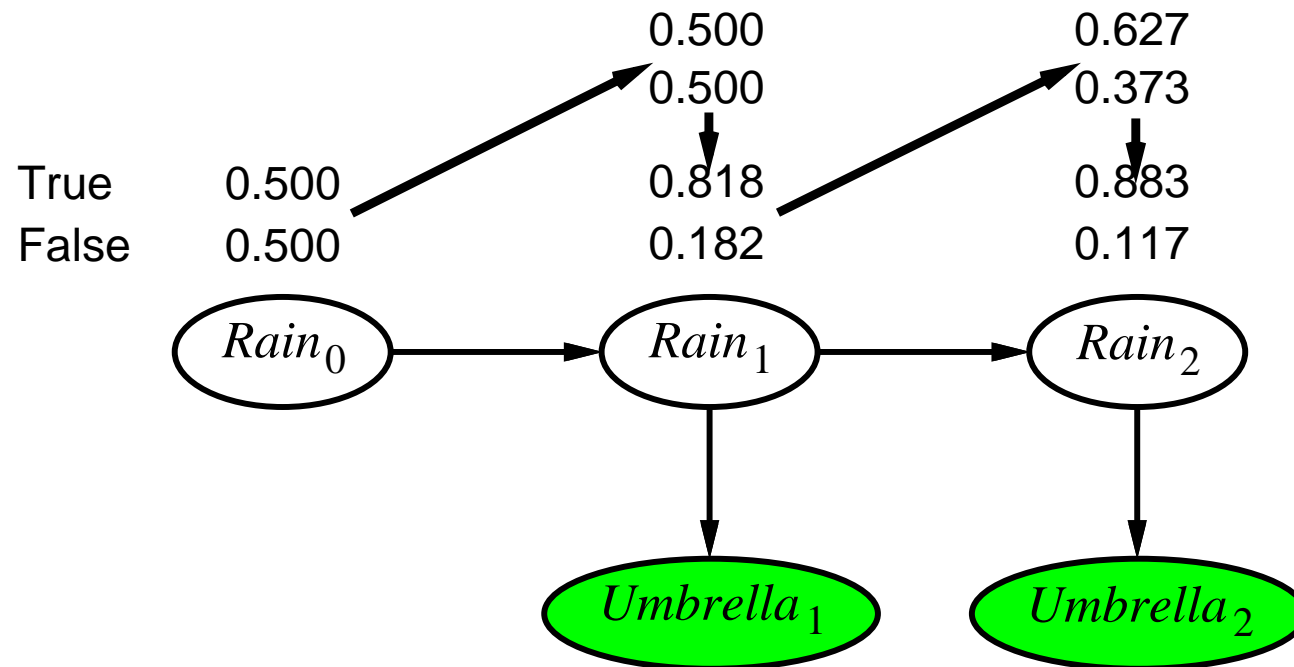 0.500 0.627
0.500 0.373
True 0.500 0.818 0.883
False 0.500 0.182 0.117
Rain0 Rain1 Rain2
Umbrella1 Umbrella2